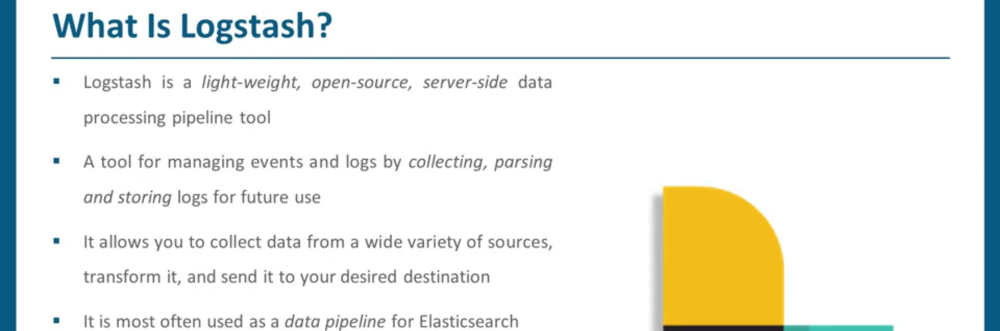 What Is Logstash?
▪ Logstash is a light-weight, open-source, server-side data
processing pipeline tool
▪ A tool for managing events and logs by collecting, parsing
and storing logs for future use
▪ It allows you to collect data from a wide variety of sources,
transform it, and send it to your desired destination
▪ It is most often used as a data pipeline for Elasticsearch